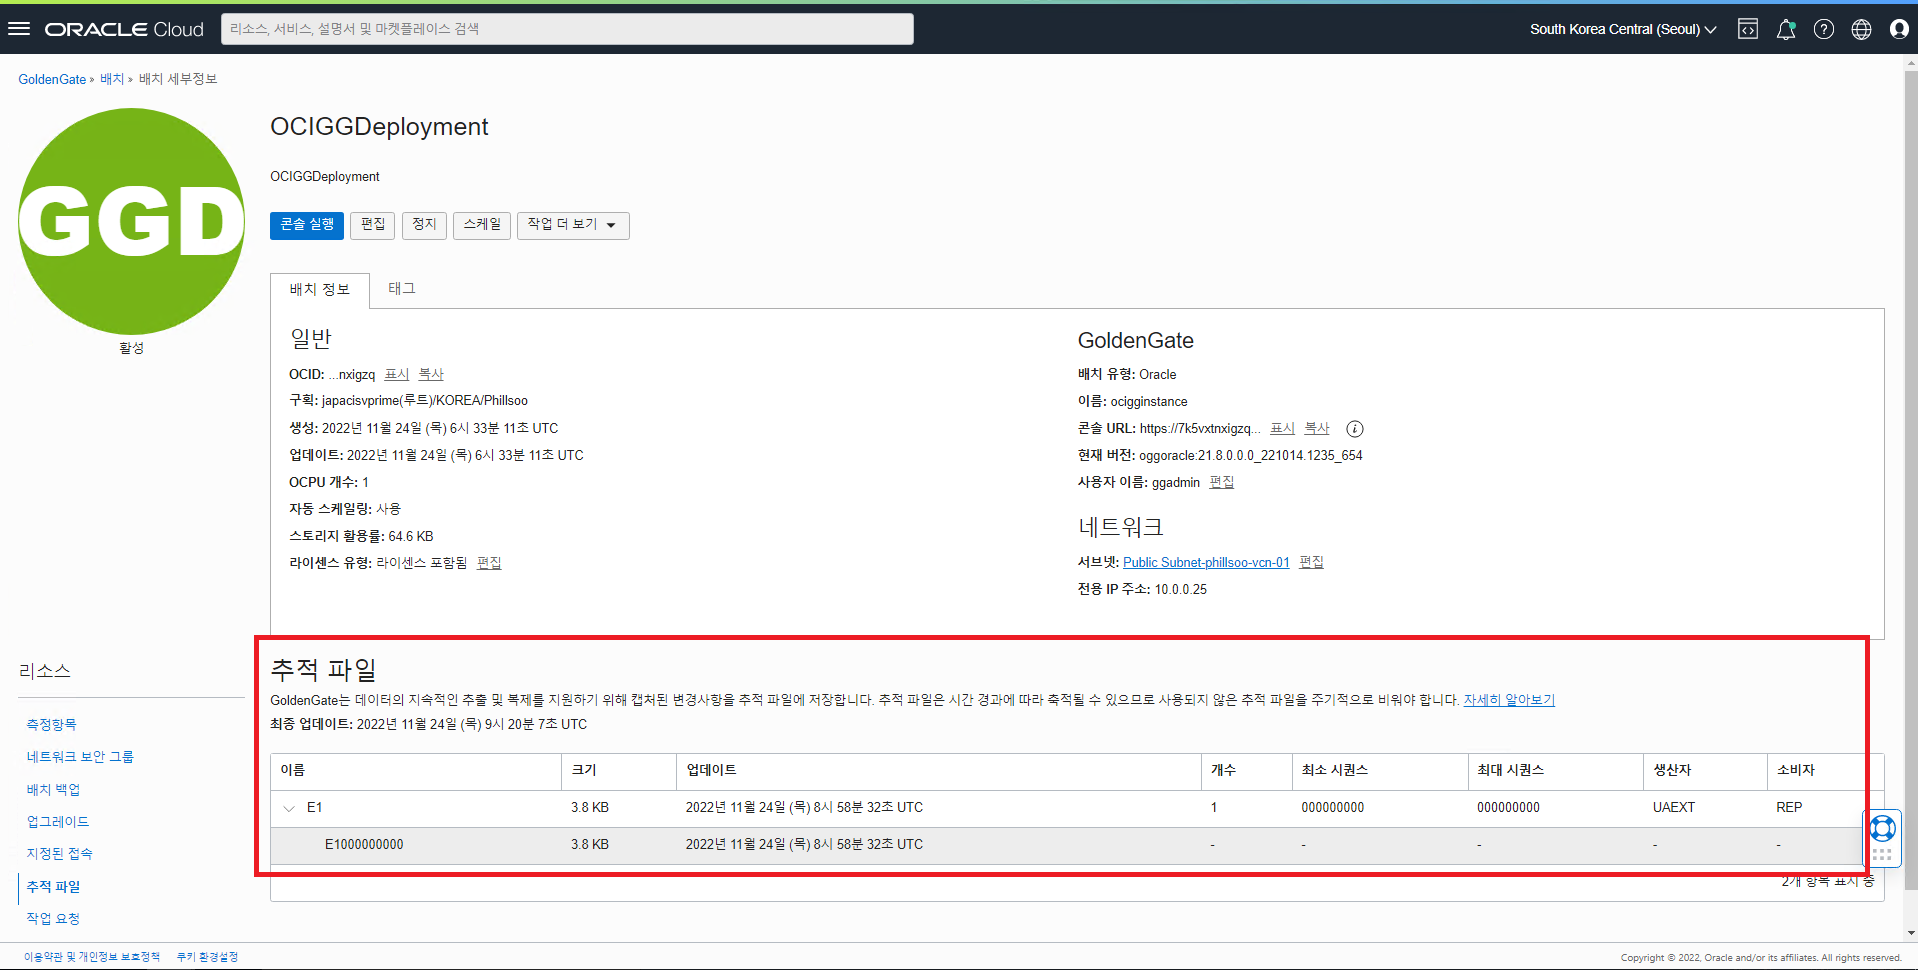 ORACLE Cloud
리소스, 서비스, 설명서 및 마켓플레이스 검색
South Korea Central (Seoul)
GoldenGate » 배치 » 배치 세부정보
GGD
활성
OCIGGDeployment
OCIGGDeployment
콘솔 실행 편집 정지 스케일 작업 더 보기
배치 정보 태그
일반
OCID: ...nxigzq 표시 복사
구획: japacisvprime(루트)/KOREA/Phillsoo
생성: 2022년 11월 24일 (목) 6시 33분 11초 UTC
업데이트: 2022년 11월 24일 (목) 6시 33분 11초 UTC
OCPU 개수: 1
자동 스케일링: 사용
스토리지 활용률: 64.6 KB
라이센스 유형: 라이센스 포함됨 편집
GoldenGate
배치 유형: Oracle
이름: ocigginstance
콘솔 URL: https://7k5vxtnxigzq... 표시 복사
현재 버전: oggoracle:21.8.0.0.0_221014.1235_654
사용자 이름: ggadmin 편집
네트워크
서브넷: Public Subnet-phillsoo-vcn-01 편집
전용 IP 주소: 10.0.0.25
리소스
측정항목
네트워크 보안 그룹
배치 백업
업그레이드
지정된 접속
추적 파일
작업 요청
추적 파일
GoldenGate는 데이터의 지속적인 추출 및 복제를 지원하기 위해 캡처된 변경사항을 추적 파일에 저장합니다. 추적 파일은 시간 경과에 따라 축적될 수 있으므로 사용되지 않은 추적 파일을 주기적으로 비워야 합니다. 자세히 알아보기
최종 업데이트: 2022년 11월 24일 (목) 9시 20분 7초 UTC
이름 크기 업데이트 개수 최소 시퀀스 최대 시퀀스 생산자 소비자
E1 3.8 KB 2022년 11월 24일 (목) 8시 58분 32초 UTC 1 000000000 000000000 UAEXT REP
E1000000000 3.8 KB 2022년 11월 24일 (목) 8시 58분 32초 UTC - - - - -
2개 항목 표시 중
이용약관 및 개인정보 보호정책 쿠키 환경설정
Copyright © 2022, Oracle and/or its affiliates. All rights reserved.